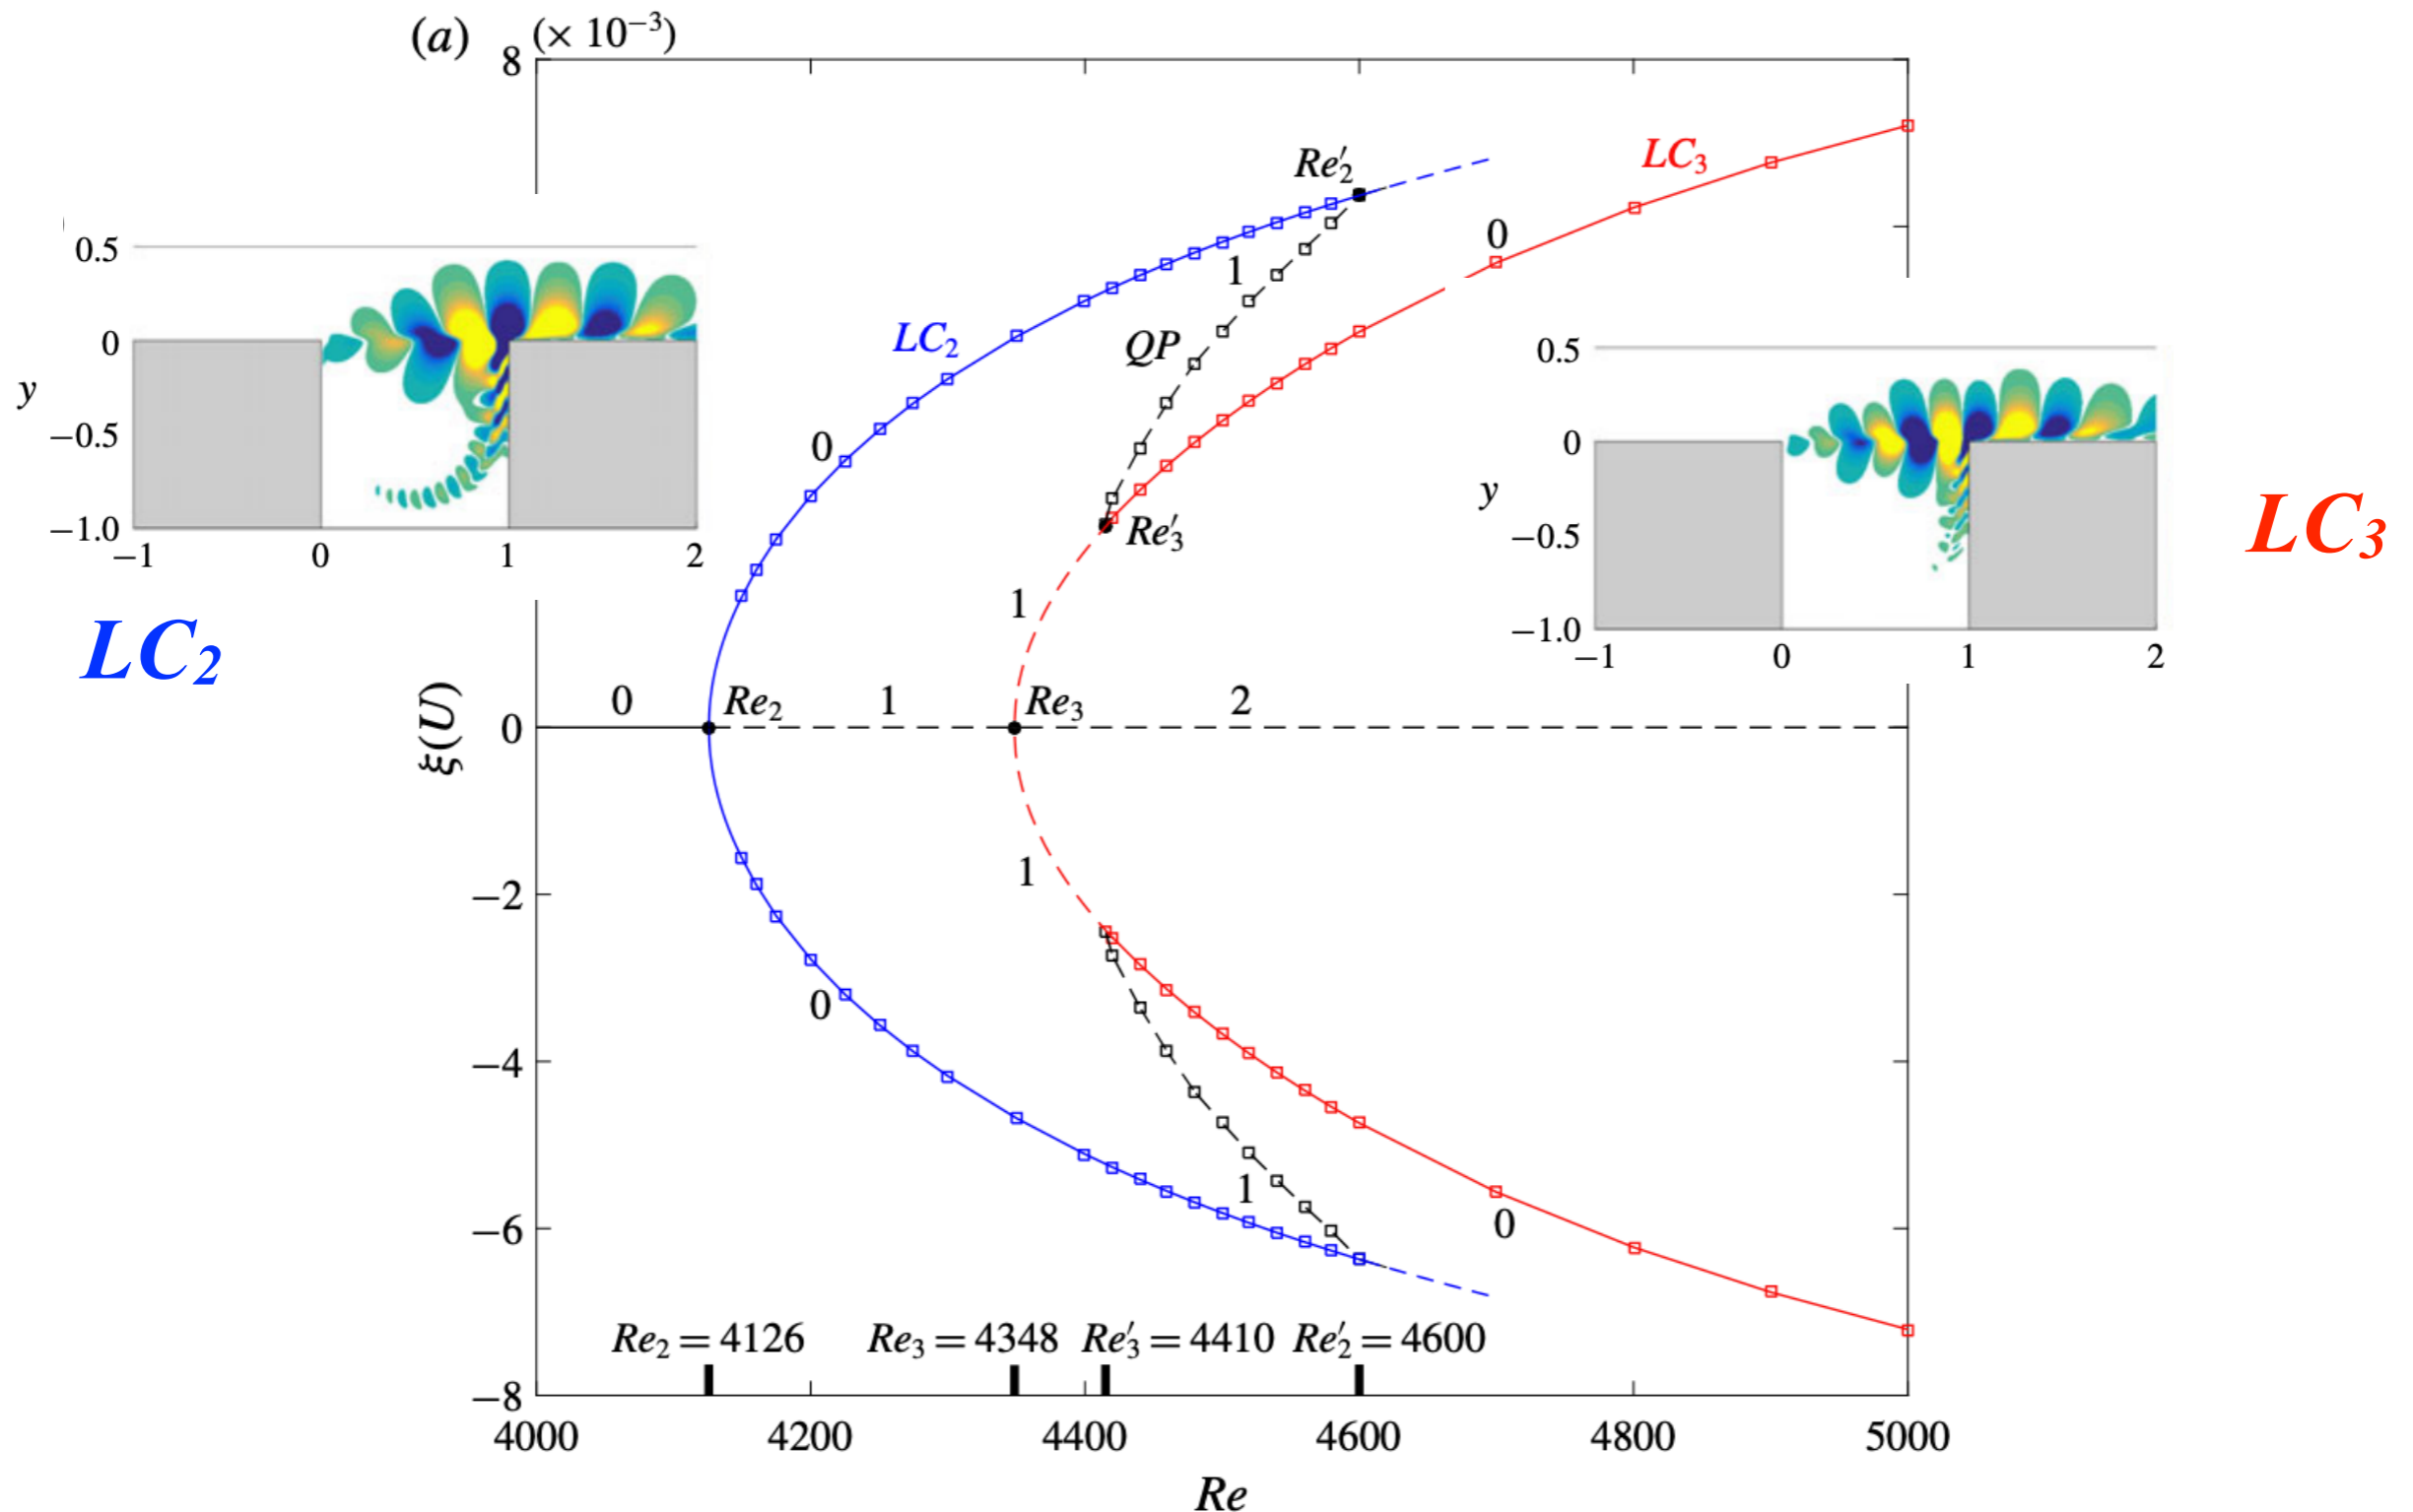 (a) (× 10⁻³)
8
Re′₂
LC₃
0
1
LC₂
QP
0
Re′₃
1
0.5
0
−0.5
−1.0
y
−1 0 1 2
LC₂
0.5
0
−0.5
−1.0
y
−1 0 1 2
LC₃
ξ(U)
0
0 Re₂ 1 Re₃ 2
1
−2
0
−4
1
−6
0
Re₂ = 4126 Re₃ = 4348 Re′₃ = 4410 Re′₂ = 4600
−8
4000 4200 4400 4600 4800 5000
Re